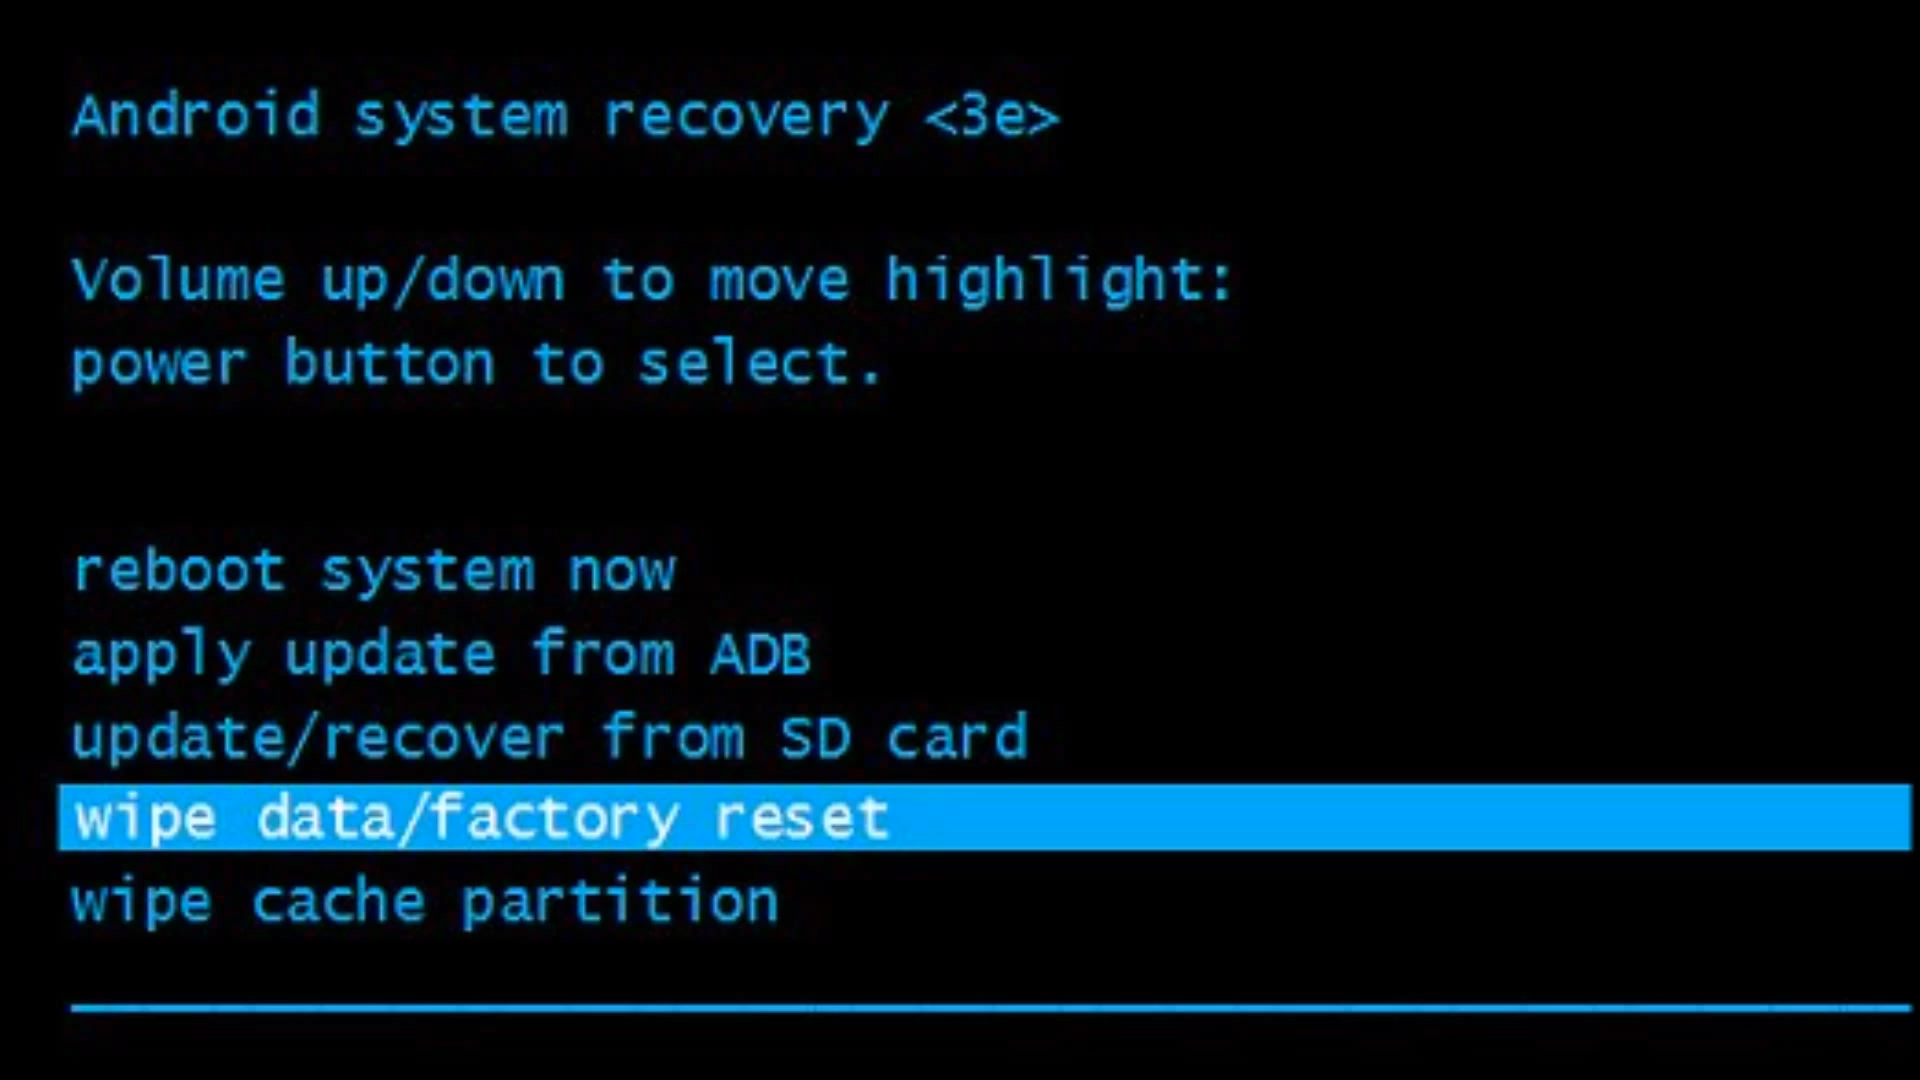 Android system recovery <3e>
Volume up/down to move highlight:
power button to select.
reboot system now
apply update from ADB
update/recover from SD card
wipe data/factory reset
wipe cache partition